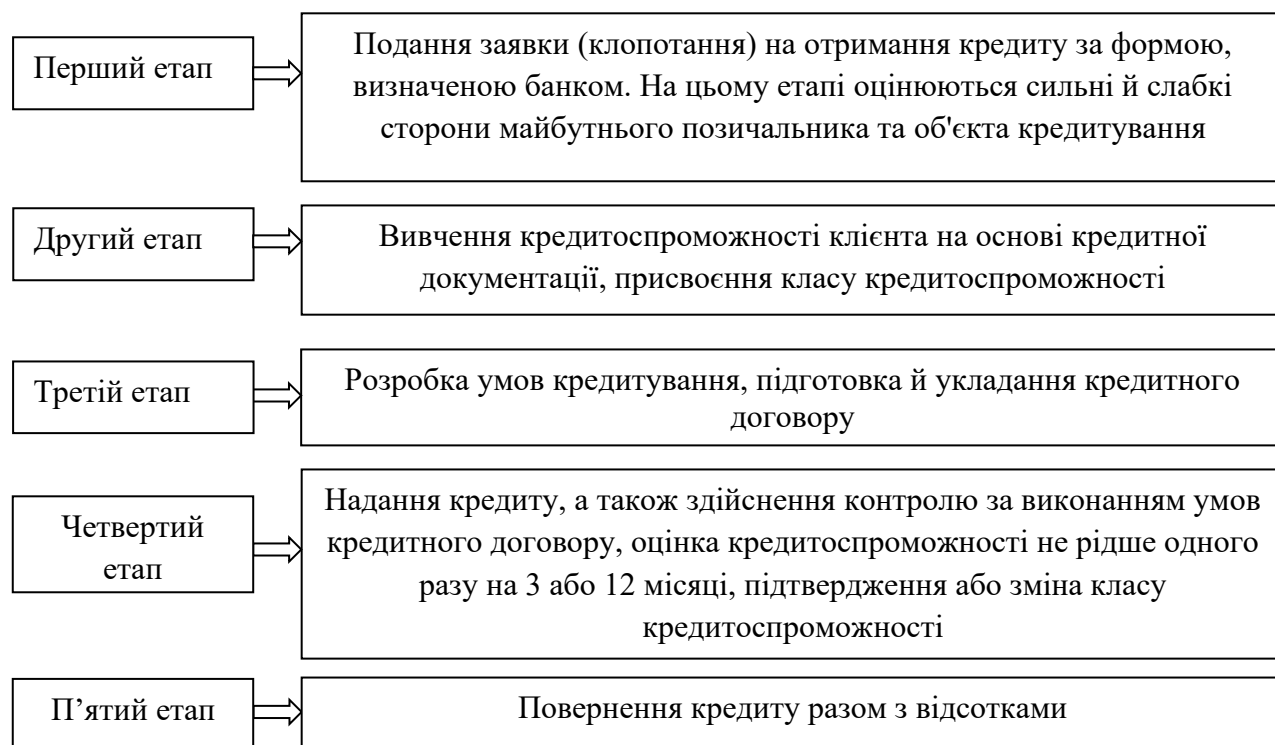 Перший етап
Подання заявки (клопотання) на отримання кредиту за формою,
визначеною банком. На цьому етапі оцінюються сильні й слабкі
сторони майбутнього позичальника та об'єкта кредитування
Другий етап
Вивчення кредитоспроможності клієнта на основі кредитної
документації, присвоєння класу кредитоспроможності
Третій етап
Розробка умов кредитування, підготовка й укладання кредитного
договору
Четвертий
етап
Надання кредиту, а також здійснення контролю за виконанням умов
кредитного договору, оцінка кредитоспроможності не рідше одного
разу на 3 або 12 місяці, підтвердження або зміна класу
кредитоспроможності
П’ятий етап
Повернення кредиту разом з відсотками